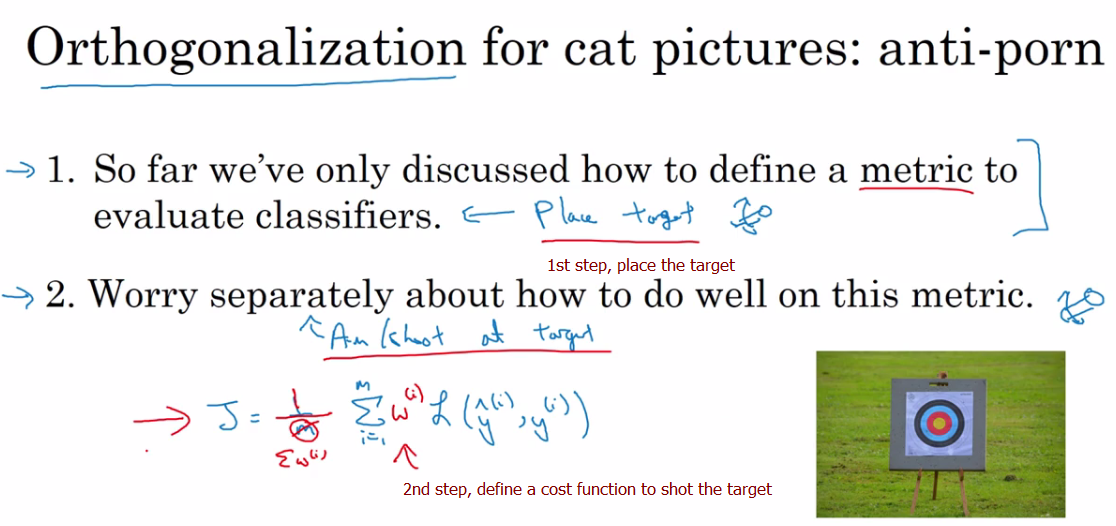 Orthogonalization for cat pictures: anti-porn
→ 1. So far we've only discussed how to define a metric to
evaluate classifiers. ← Place target
1st step, place the target
→ 2. Worry separately about how to do well on this metric.
↑ Aim/shoot at target
→ J = 1/m Σw⁽ⁱ⁾ Σ i=1 m w⁽ⁱ⁾ ℒ(ŷ⁽ⁱ⁾, y⁽ⁱ⁾)
2nd step, define a cost function to shot the target